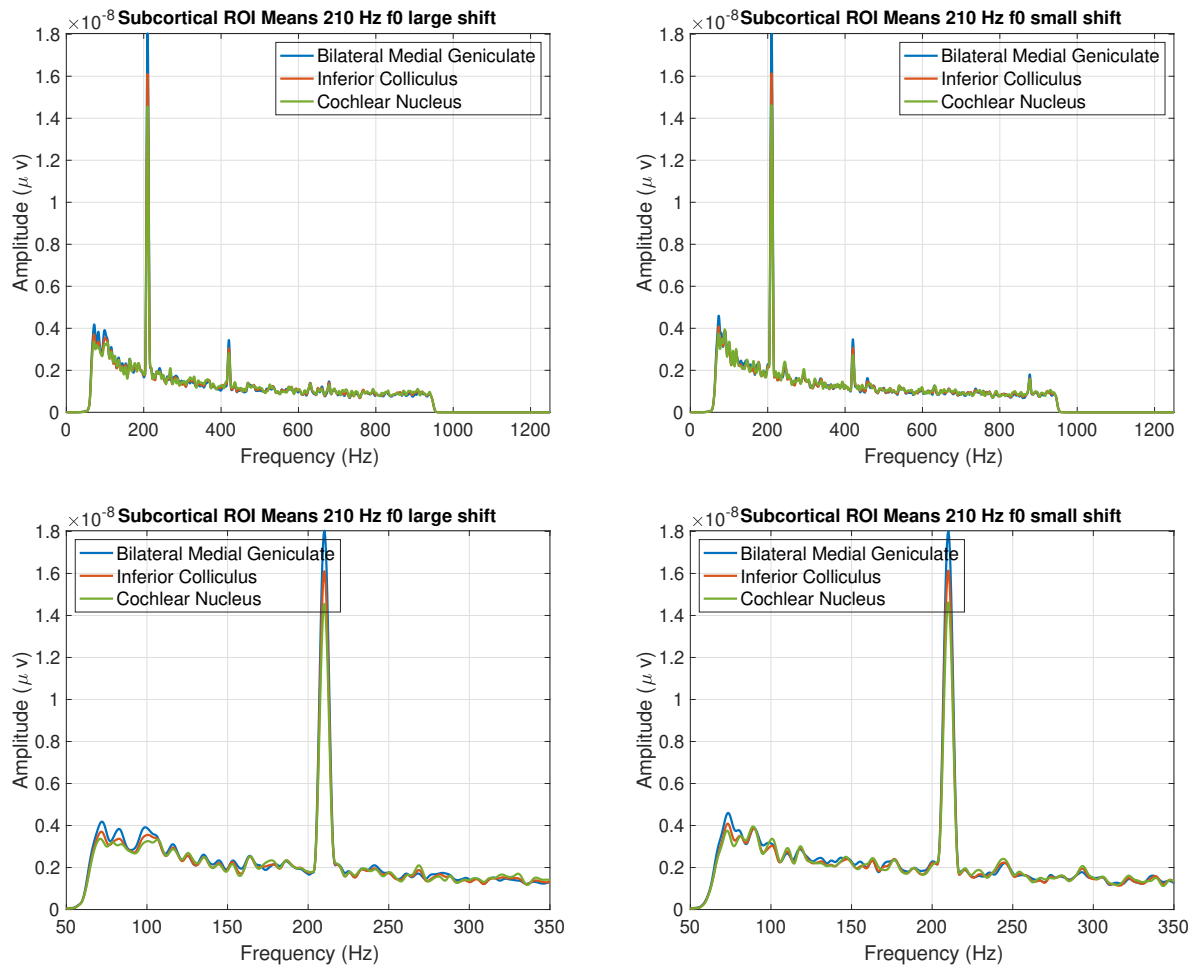 ×10-8 Subcortical ROI Means 210 Hz f0 large shift
1.8
1.6
1.4
1.2
1
0.8
0.6
0.4
0.2
0
Amplitude (μ v)
Bilateral Medial Geniculate
Inferior Colliculus
Cochlear Nucleus
0 200 400 600 800 1000 1200
Frequency (Hz)
×10-8 Subcortical ROI Means 210 Hz f0 small shift
1.8
1.6
1.4
1.2
1
0.8
0.6
0.4
0.2
0
Amplitude (μ v)
Bilateral Medial Geniculate
Inferior Colliculus
Cochlear Nucleus
0 200 400 600 800 1000 1200
Frequency (Hz)
×10-8 Subcortical ROI Means 210 Hz f0 large shift
1.8
1.6
1.4
1.2
1
0.8
0.6
0.4
0.2
0
Amplitude (μ v)
Bilateral Medial Geniculate
Inferior Colliculus
Cochlear Nucleus
50 100 150 200 250 300 350
Frequency (Hz)
×10-8 Subcortical ROI Means 210 Hz f0 small shift
1.8
1.6
1.4
1.2
1
0.8
0.6
0.4
0.2
0
Amplitude (μ v)
Bilateral Medial Geniculate
Inferior Colliculus
Cochlear Nucleus
50 100 150 200 250 300 350
Frequency (Hz)